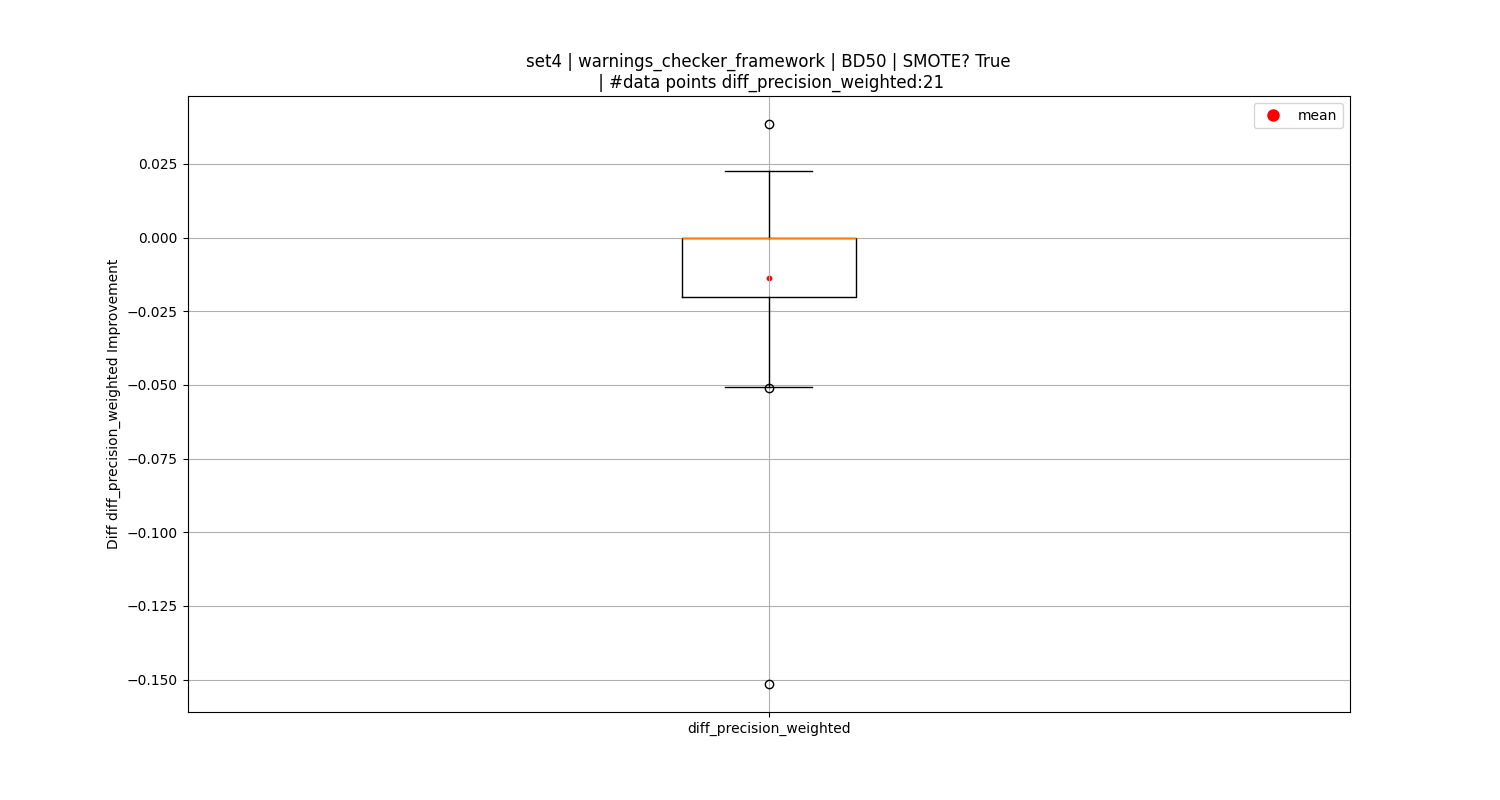 set4 | warnings_checker_framework | BD50 | SMOTE? True
| #data points diff_precision_weighted:21
mean
0.025
0.000
−0.025
−0.050
−0.075
−0.100
−0.125
−0.150
Diff diff_precision_weighted Improvement
diff_precision_weighted